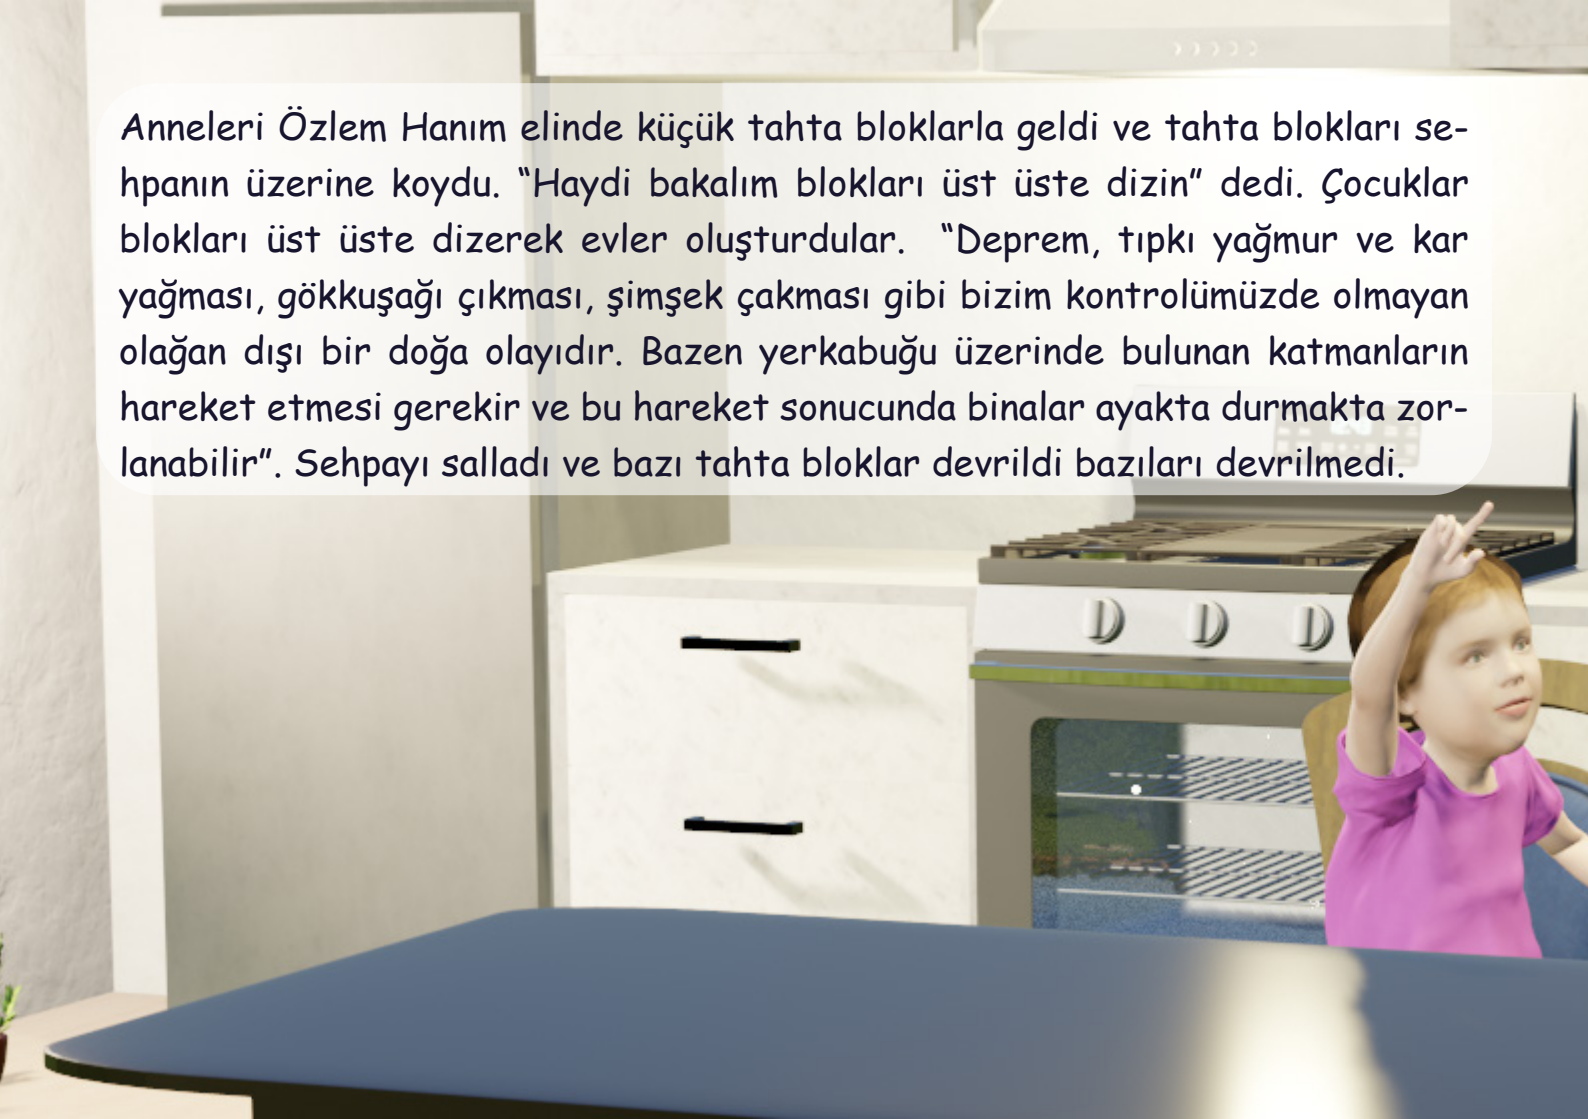 Anneleri Özlem Hanım elinde küçük tahta bloklarla geldi ve tahta blokları se-
hpanın üzerine koydu. “Haydi bakalım blokları üst üste dizin” dedi. Çocuklar
blokları üst üste dizerek evler oluşturdular. “Deprem, tıpkı yağmur ve kar
yağması, gökkuşağı çıkması, şimşek çakması gibi bizim kontrolümüzde olmayan
olağan dışı bir doğa olayıdır. Bazen yerkabuğu üzerinde bulunan katmanların
hareket etmesi gerekir ve bu hareket sonucunda binalar ayakta durmakta zor-
lanabilir”. Sehpayı salladı ve bazı tahta bloklar devrildi bazıları devrilmedi.